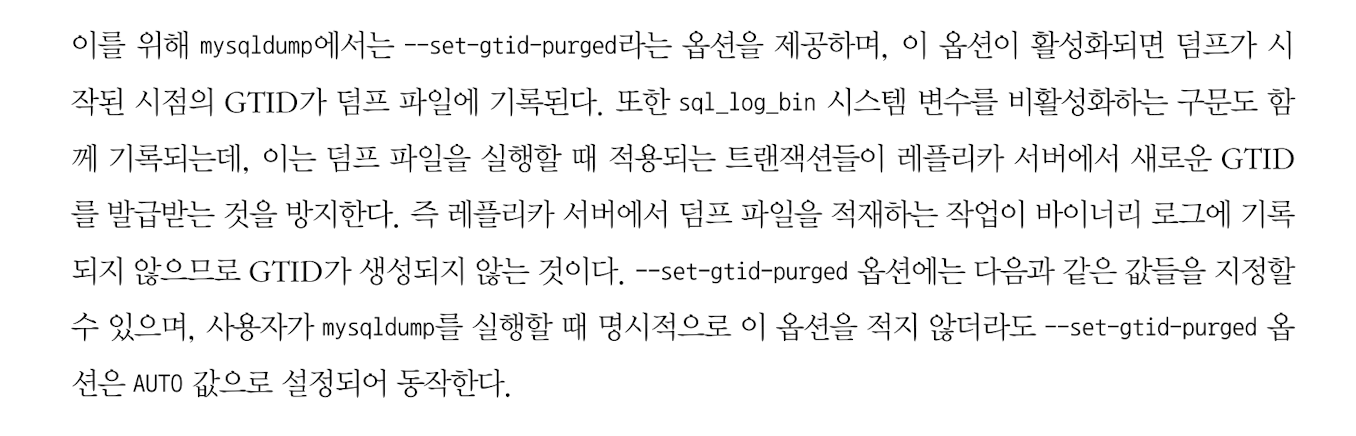 이를 위해 mysqldump에서는 --set-gtid-purged라는 옵션을 제공하며, 이 옵션이 활성화되면 덤프가 시
작된 시점의 GTID가 덤프 파일에 기록된다. 또한 sql_log_bin 시스템 변수를 비활성화하는 구문도 함
께 기록되는데, 이는 덤프 파일을 실행할 때 적용되는 트랜잭션들이 레플리카 서버에서 새로운 GTID
를 발급받는 것을 방지한다. 즉 레플리카 서버에서 덤프 파일을 적재하는 작업이 바이너리 로그에 기록
되지 않으므로 GTID가 생성되지 않는 것이다. --set-gtid-purged 옵션에는 다음과 같은 값들을 지정할
수 있으며, 사용자가 mysqldump를 실행할 때 명시적으로 이 옵션을 적지 않더라도 --set-gtid-purged 옵
션은 AUTO 값으로 설정되어 동작한다.